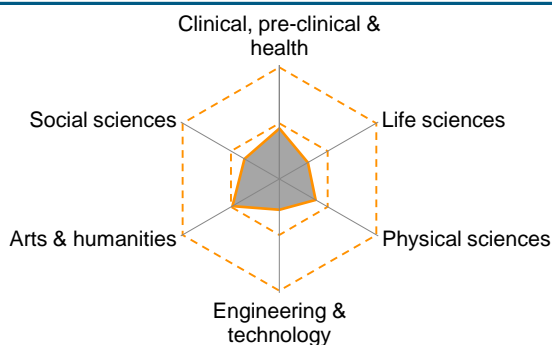 Clinical, pre-clinical &
health
Social sciences
Life sciences
Arts & humanities
Physical sciences
Engineering &
technology